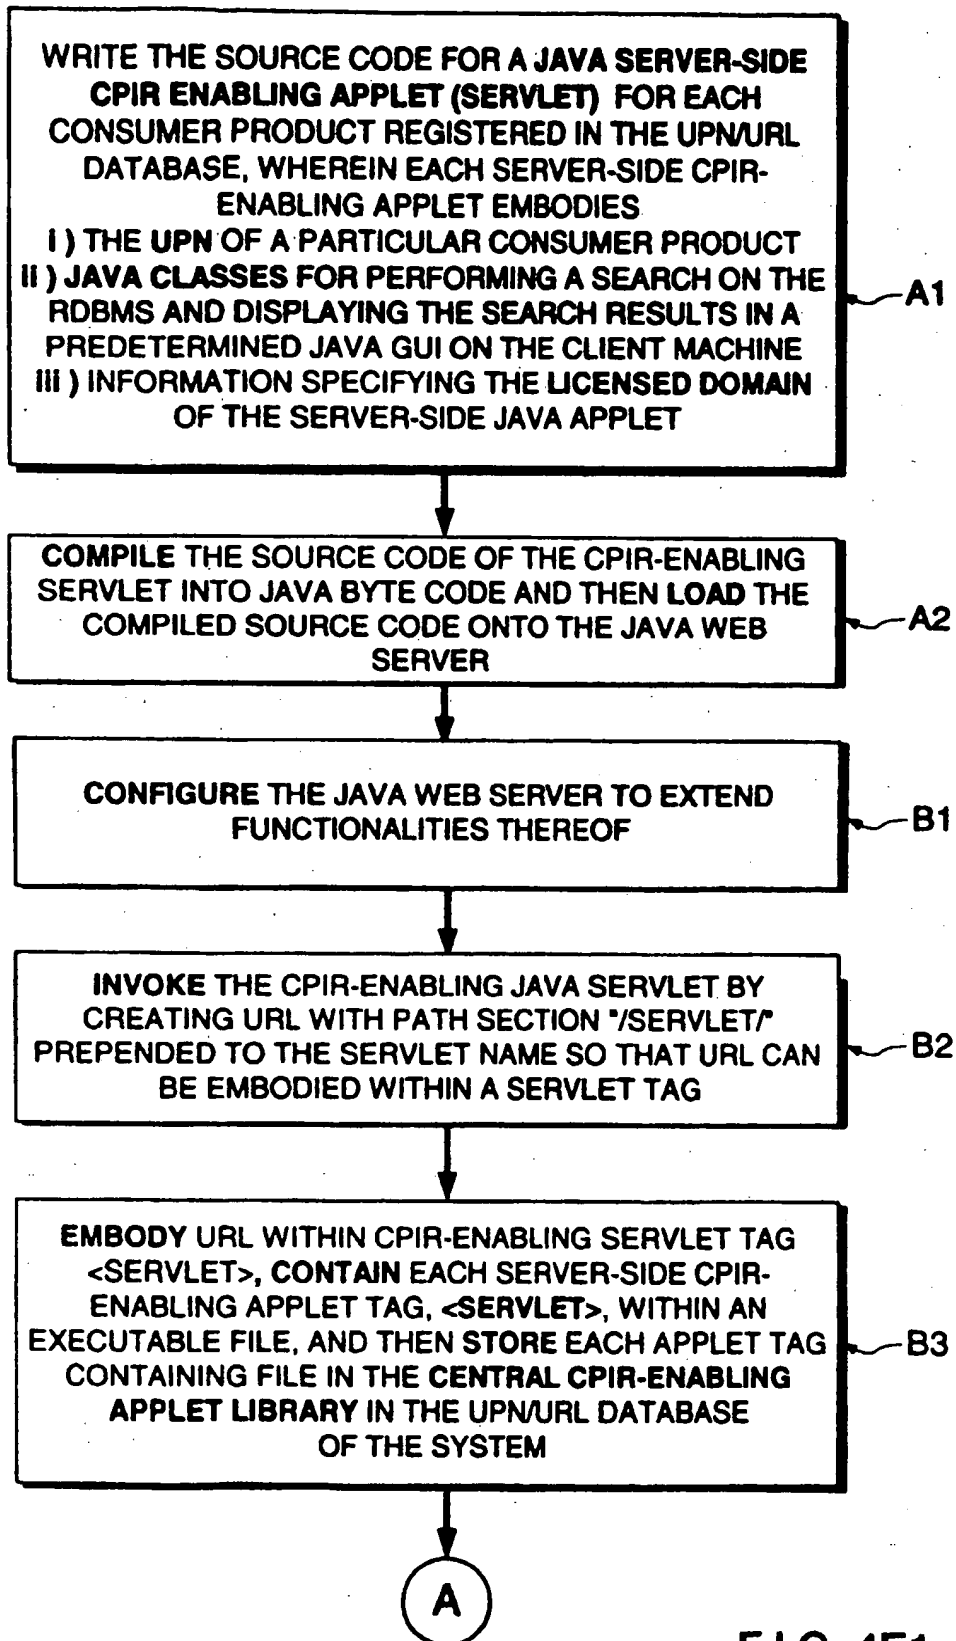 WRITE THE SOURCE CODE FOR A JAVA SERVER-SIDE
CPIR ENABLING APPLET (SERVLET) FOR EACH
CONSUMER PRODUCT REGISTERED IN THE UPN/URL
DATABASE, WHEREIN EACH SERVER-SIDE CPIR-
ENABLING APPLET EMBODIES
I ) THE UPN OF A PARTICULAR CONSUMER PRODUCT
II ) JAVA CLASSES FOR PERFORMING A SEARCH ON THE
RDBMS AND DISPLAYING THE SEARCH RESULTS IN A
PREDETERMINED JAVA GUI ON THE CLIENT MACHINE
III ) INFORMATION SPECIFYING THE LICENSED DOMAIN
OF THE SERVER-SIDE JAVA APPLET
A1
COMPILE THE SOURCE CODE OF THE CPIR-ENABLING
SERVLET INTO JAVA BYTE CODE AND THEN LOAD THE
COMPILED SOURCE CODE ONTO THE JAVA WEB
SERVER
A2
CONFIGURE THE JAVA WEB SERVER TO EXTEND
FUNCTIONALITIES THEREOF
B1
INVOKE THE CPIR-ENABLING JAVA SERVLET BY
CREATING URL WITH PATH SECTION "/SERVLET/"
PREPENDED TO THE SERVLET NAME SO THAT URL CAN
BE EMBODIED WITHIN A SERVLET TAG
B2
EMBODY URL WITHIN CPIR-ENABLING SERVLET TAG
<SERVLET>, CONTAIN EACH SERVER-SIDE CPIR-
ENABLING APPLET TAG, <SERVLET>, WITHIN AN
EXECUTABLE FILE, AND THEN STORE EACH APPLET TAG
CONTAINING FILE IN THE CENTRAL CPIR-ENABLING
APPLET LIBRARY IN THE UPN/URL DATABASE
OF THE SYSTEM
B3
A
FIG. 4E1